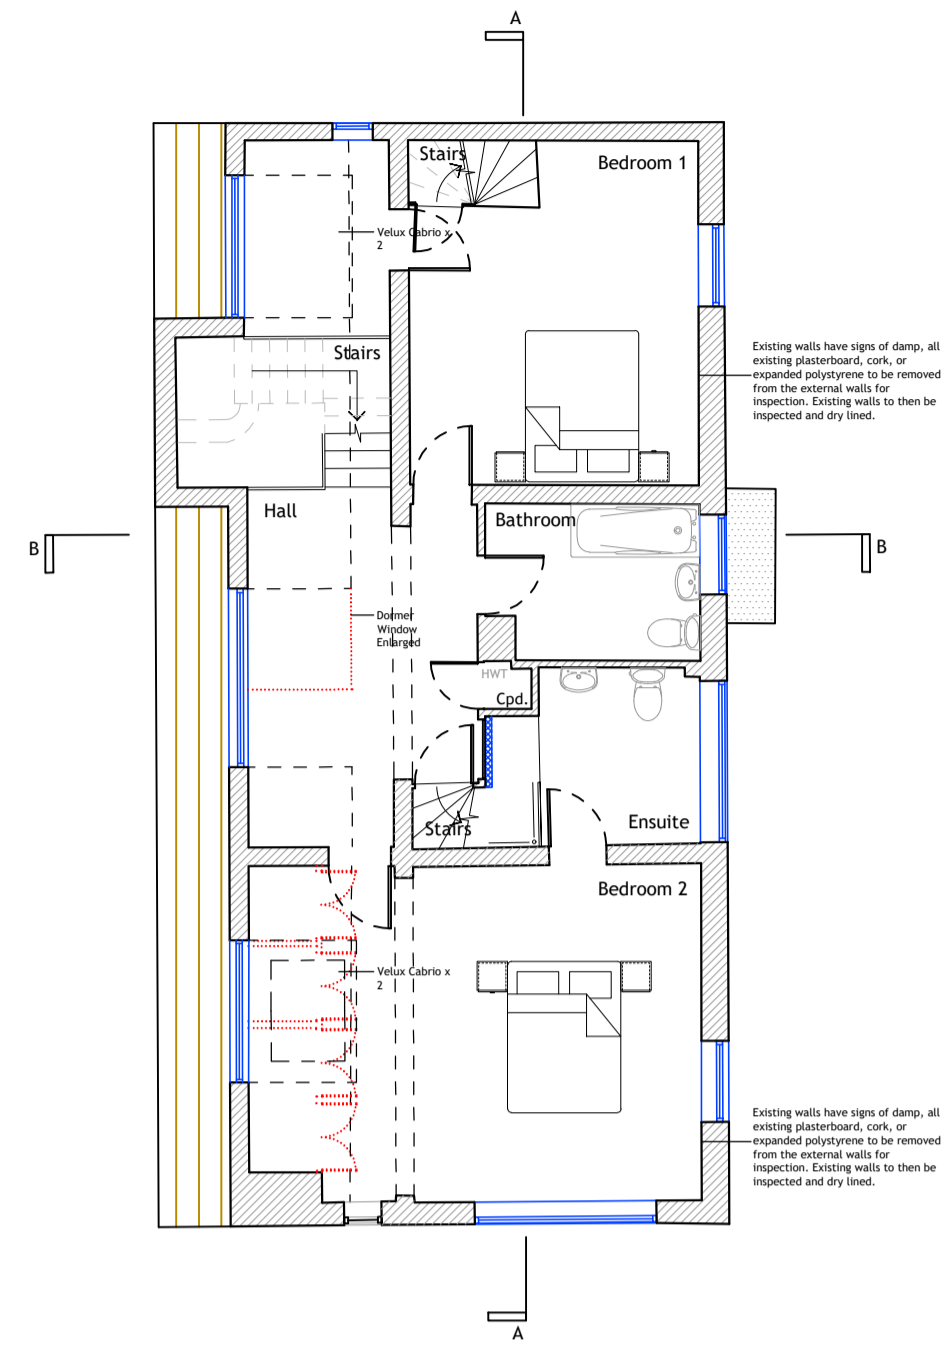 A
Stairs
Bedroom 1
Velux Cabrio x
2
Stairs
Existing walls have signs of damp, all
existing plasterboard, cork, or
expanded polystyrene to be removed
from the external walls for
inspection. Existing walls to then be
inspected and dry lined.
Hall
Bathroom
B
B
Dormer
Window
Enlarged
HWT
Cpd.
Stairs
Ensuite
Bedroom 2
Velux Cabrio x
2
Existing walls have signs of damp, all
existing plasterboard, cork, or
expanded polystyrene to be removed
from the external walls for
inspection. Existing walls to then be
inspected and dry lined.
A